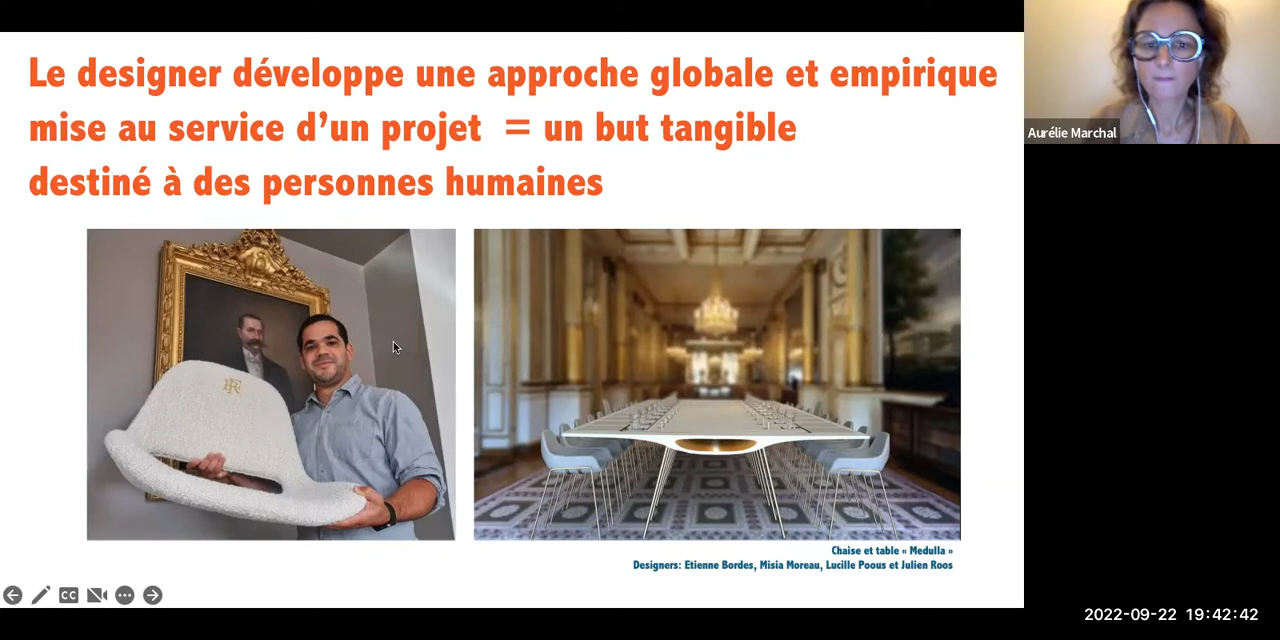 Le designer développe une approche globale et empirique
mise au service d’un projet = un but tangible
destiné à des personnes humaines
Aurélie Marchal
RF
Chaise et table « Medulla »
Designers: Etienne Bordes, Misia Moreau, Lucille Poous et Julien Roos
CC
2022-09-22 19:42:42